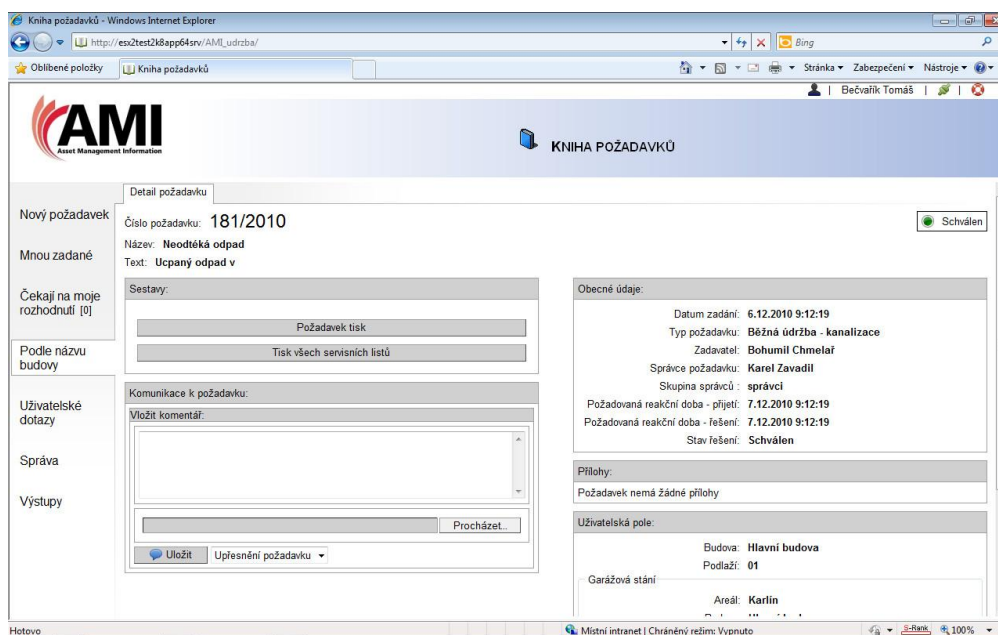 Kniha požadavků - Windows Internet Explorer
http://esx2test2k8app64srv/AMI_udrzba/
Bing
Oblíbené položky
Kniha požadavků
Stránka
Zabezpečení
Nástroje
Bečvařík Tomáš
AMI
Asset Management Information
KNIHA POŽADAVKŮ
Nový požadavek
Mnou zadané
Čekají na moje
rozhodnutí [0]
Podle názvu
budovy
Uživatelské
dotazy
Správa
Výstupy
Detail požadavku
Číslo požadavku: 181/2010
Schválen
Název: Neodtéká odpad
Text: Ucpaný odpad v
Sestavy:
Požadavek tisk
Tisk všech servisních listů
Komunikace k požadavku:
Vložit komentář:
Procházet...
Uložit
Upřesnění požadavku
Obecné údaje:
Datum zadání: 6.12.2010 9:12:19
Typ požadavku: Běžná údržba - kanalizace
Zadavatel: Bohumil Chmelař
Správce požadavku: Karel Zavadil
Skupina správců : správci
Požadovaná reakční doba - přijetí: 7.12.2010 9:12:19
Požadovaná reakční doba - řešení: 7.12.2010 9:12:19
Stav řešení: Schválen
Přílohy:
Požadavek nemá žádné přílohy
Uživatelská pole:
Budova: Hlavní budova
Podlaží: 01
Garážová stání
Areál: Karlín
Hotovo
Místní intranet | Chráněný režim: Vypnuto
S-Rank
100%